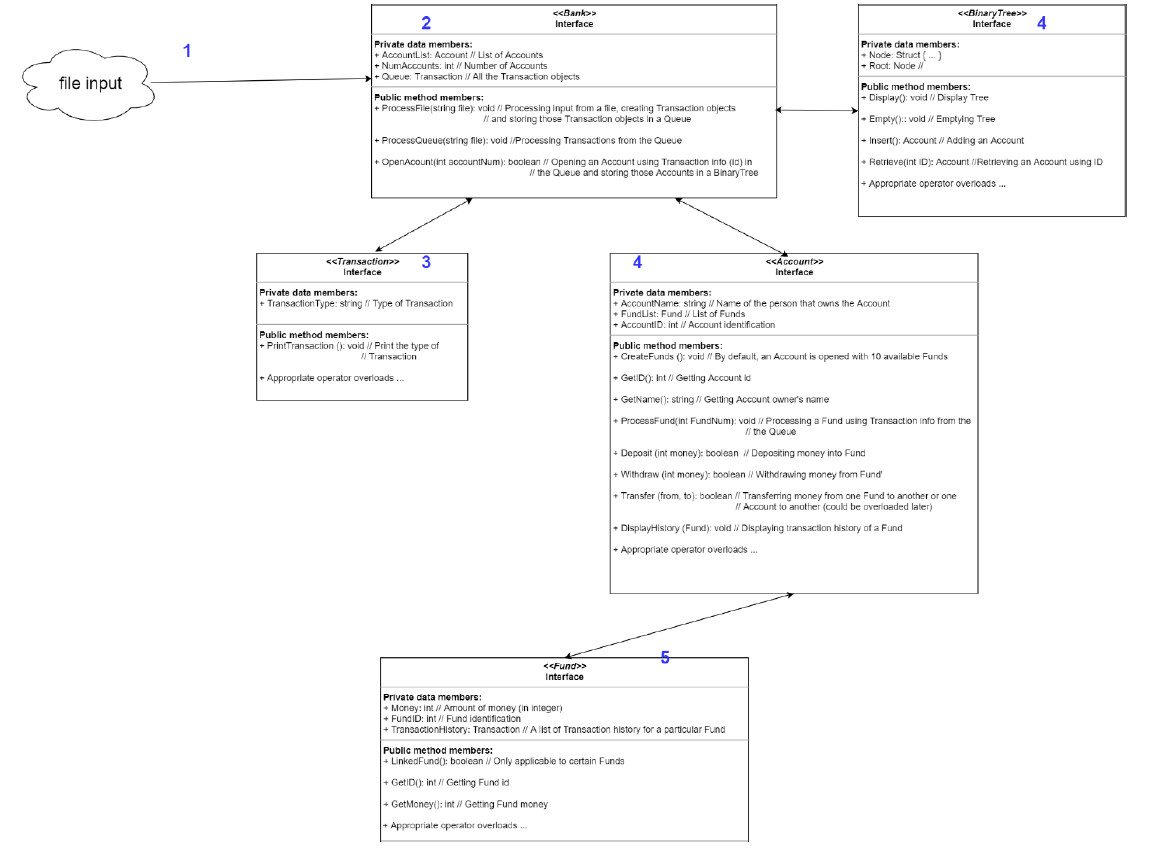 1
file input
<<Bank>>
2
Interface
Private data members:
+ AccountList: Account // List of Accounts
+ NumAccounts: int // Number of Accounts
+ Queue: Transaction // All the Transaction objects
Public method members:
+ ProcessFile(string file): void // Processing input from a file, creating Transaction objects
// and storing those Transaction objects in a Queue
+ ProcessQueue(string file): void //Processing Transactions from the Queue
+ OpenAcount(int accountNum): boolean // Opening an Account using Transaction info (id) in
// the Queue and storing those Accounts in a BinaryTree
<<BinaryTree>>
Interface
4
Private data members:
+ Node: Struct { ... }
+ Root: Node //
Public method members:
+ Display(): void // Display Tree
+ Empty():: void // Emptying Tree
+ Insert(): Account // Adding an Account
+ Retrieve(int ID): Account //Retrieving an Account using ID
+ Appropriate operator overloads ...
<<Transaction>>
3
Interface
Private data members:
+ TransactionType: string // Type of Transaction
Public method members:
+ PrintTransaction (): void // Print the type of
// Transaction
+ Appropriate operator overloads ...
4
<<Account>>
Interface
Private data members:
+ AccountName: string // Name of the person that owns the Account
+ FundList: Fund // List of Funds
+ AccountID: int // Account identification
Public method members:
+ CreateFunds (): void // By default, an Account is opened with 10 available Funds
+ GetID(): int // Getting Account id
+ GetName(): string // Getting Account owner's name
+ ProcessFund(int FundNum): void // Processing a Fund using Transaction info from the
// the Queue
+ Deposit (int money): boolean // Depositing money into Fund
+ Withdraw (int money): boolean // Withdrawing money from Fund'
+ Transfer (from, to): boolean // Transferring money from one Fund to another or one
// Account to another (could be overloaded later)
+ DisplayHistory (Fund): void // Displaying transaction history of a Fund
+ Appropriate operator overloads ...
5
<<Fund>>
Interface
Private data members:
+ Money: int // Amount of money (in integer)
+ FundID: int // Fund identification
+ TransactionHistory: Transaction // A list of Transaction history for a particular Fund
Public method members:
+ LinkedFund(): boolean // Only applicable to certain Funds
+ GetID(): int // Getting Fund id
+ GetMoney(): int // Getting Fund money
+ Appropriate operator overloads ...